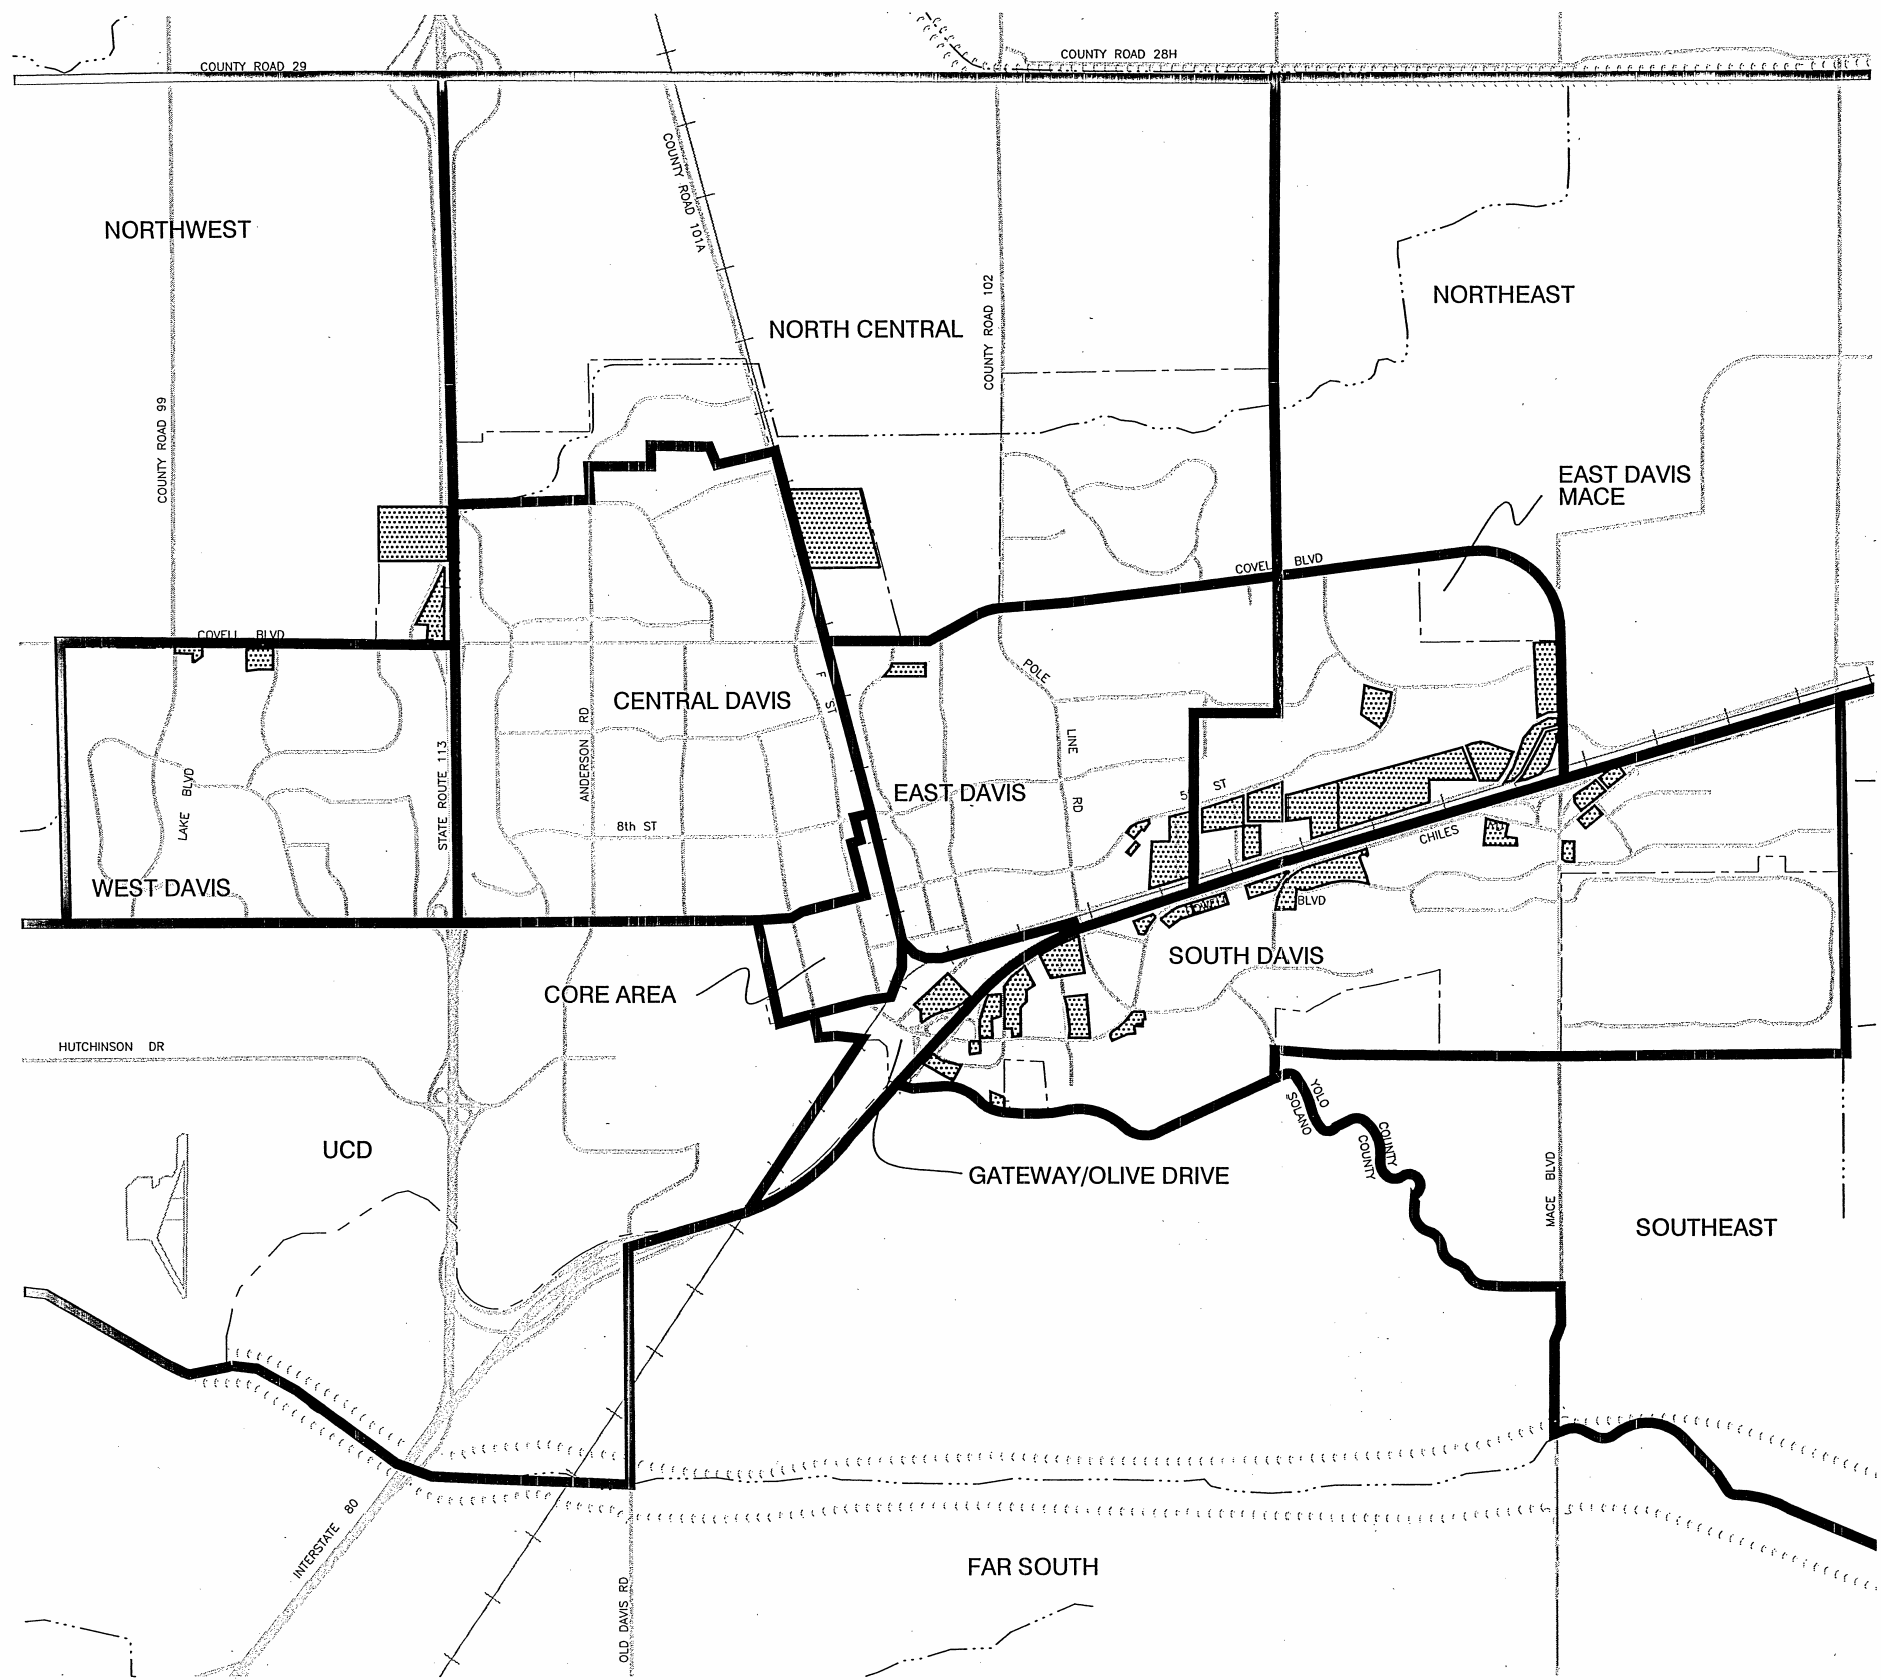 COUNTY ROAD 29
COUNTY ROAD 28H
COUNTY ROAD 101A
NORTHWEST
NORTHEAST
NORTH CENTRAL
COUNTY ROAD 102
COUNTY ROAD 99
EAST DAVIS
MACE
COVELL BLVD
COVELL BLVD
POLE
LINE
RD
F ST
CENTRAL DAVIS
ANDERSON RD
STATE ROUTE 113
LAKE BLVD
EAST DAVIS
5 ST
8th ST
CHILES
BLVD
WEST DAVIS
SOUTH DAVIS
CORE AREA
HUTCHINSON DR
YOLO
SOLANO
COUNTY
COUNTY
UCD
GATEWAY/OLIVE DRIVE
MACE BLVD
SOUTHEAST
INTERSTATE 80
OLD DAVIS RD
FAR SOUTH